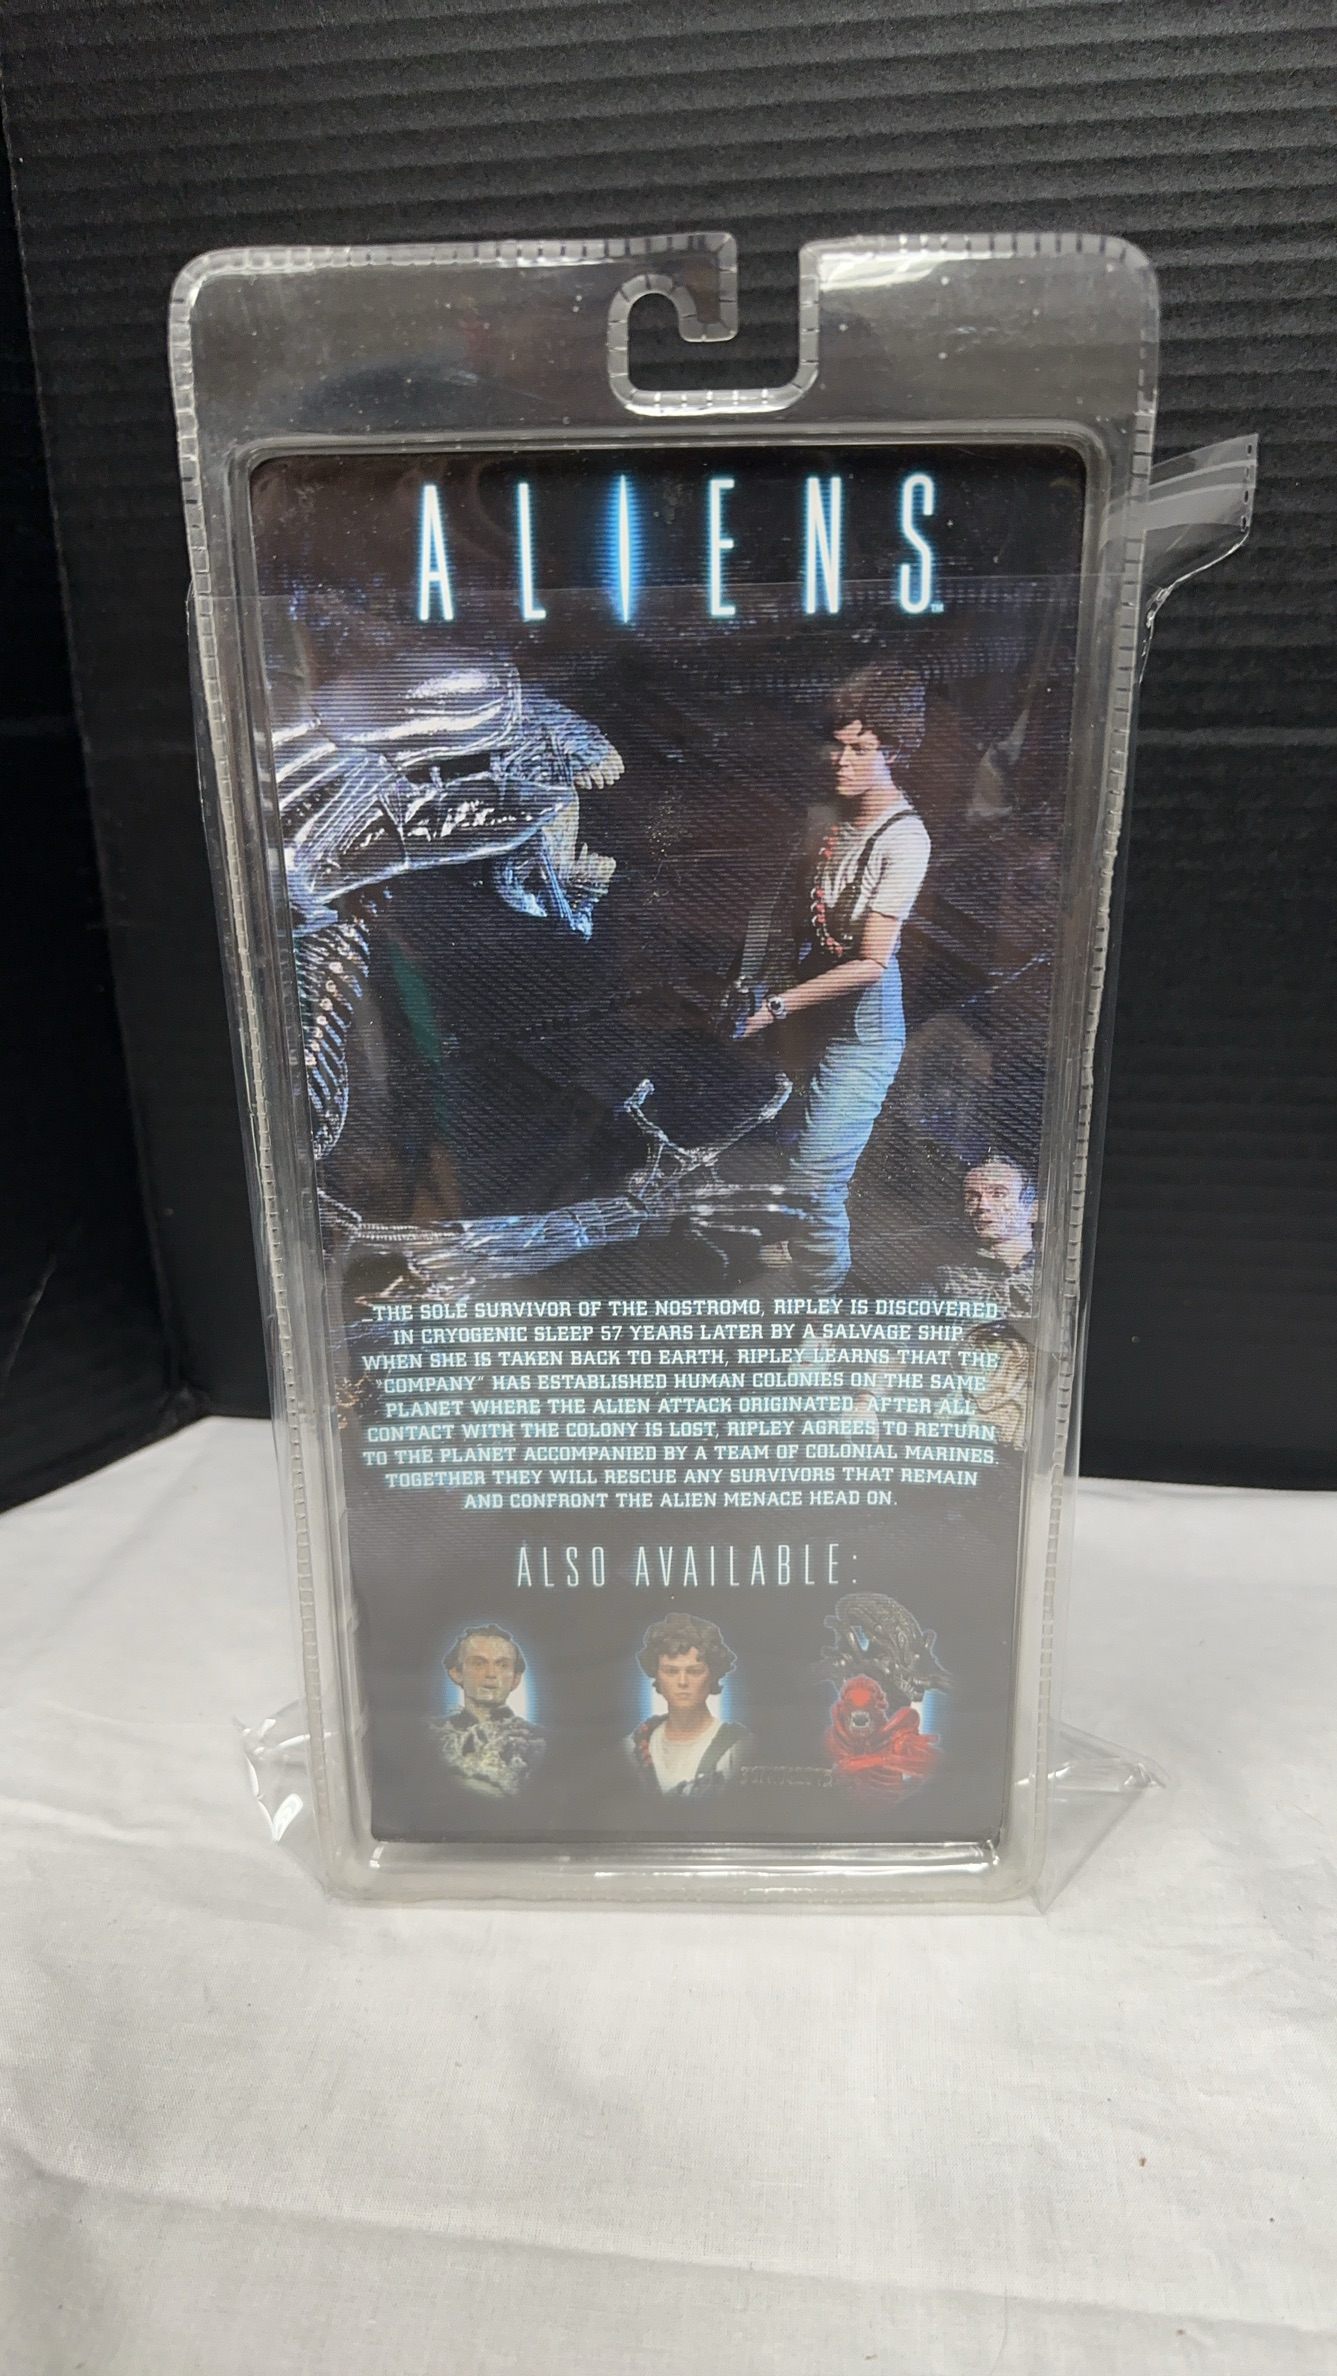 ALIENS™
THE SOLE SURVIVOR OF THE NOSTROMO, RIPLEY IS DISCOVERED
IN CRYOGENIC SLEEP 57 YEARS LATER BY A SALVAGE SHIP.
WHEN SHE IS TAKEN BACK TO EARTH, RIPLEY LEARNS THAT THE
"COMPANY" HAS ESTABLISHED HUMAN COLONIES ON THE SAME
PLANET WHERE THE ALIEN ATTACK ORIGINATED. AFTER ALL
CONTACT WITH THE COLONY IS LOST, RIPLEY AGREES TO RETURN
TO THE PLANET ACCOMPANIED BY A TEAM OF COLONIAL MARINES.
TOGETHER THEY WILL RESCUE ANY SURVIVORS THAT REMAIN
AND CONFRONT THE ALIEN MENACE HEAD ON.
ALSO AVAILABLE: